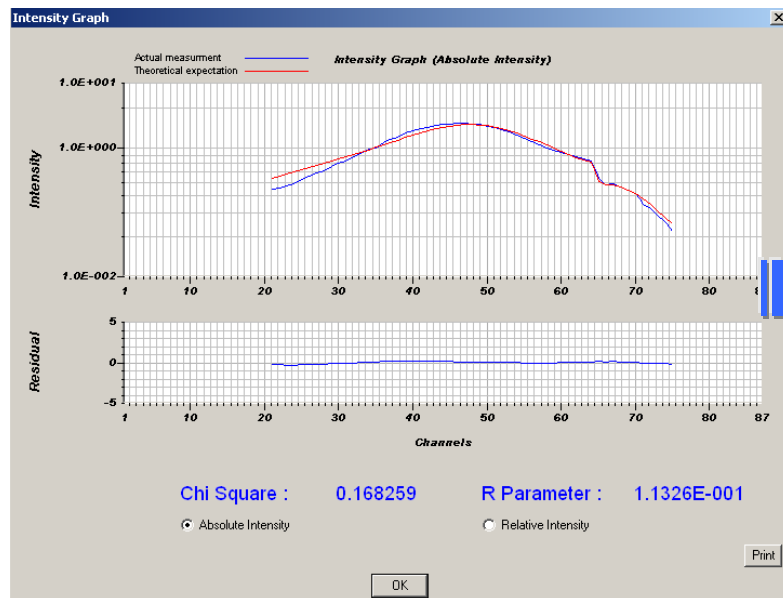 Intensity Graph
Actual measurment
Theoretical expectation
Intensity Graph (Absolute Intensity)
1.0E+001
1.0E+000
1.0E-002
Intensity
1 10 20 30 40 50 60 70 80
5
0
-5
Residual
1 10 20 30 40 50 60 70 80 87
Channels
Chi Square : 0.168259 R Parameter : 1.1326E-001
Absolute Intensity Relative Intensity
Print
OK